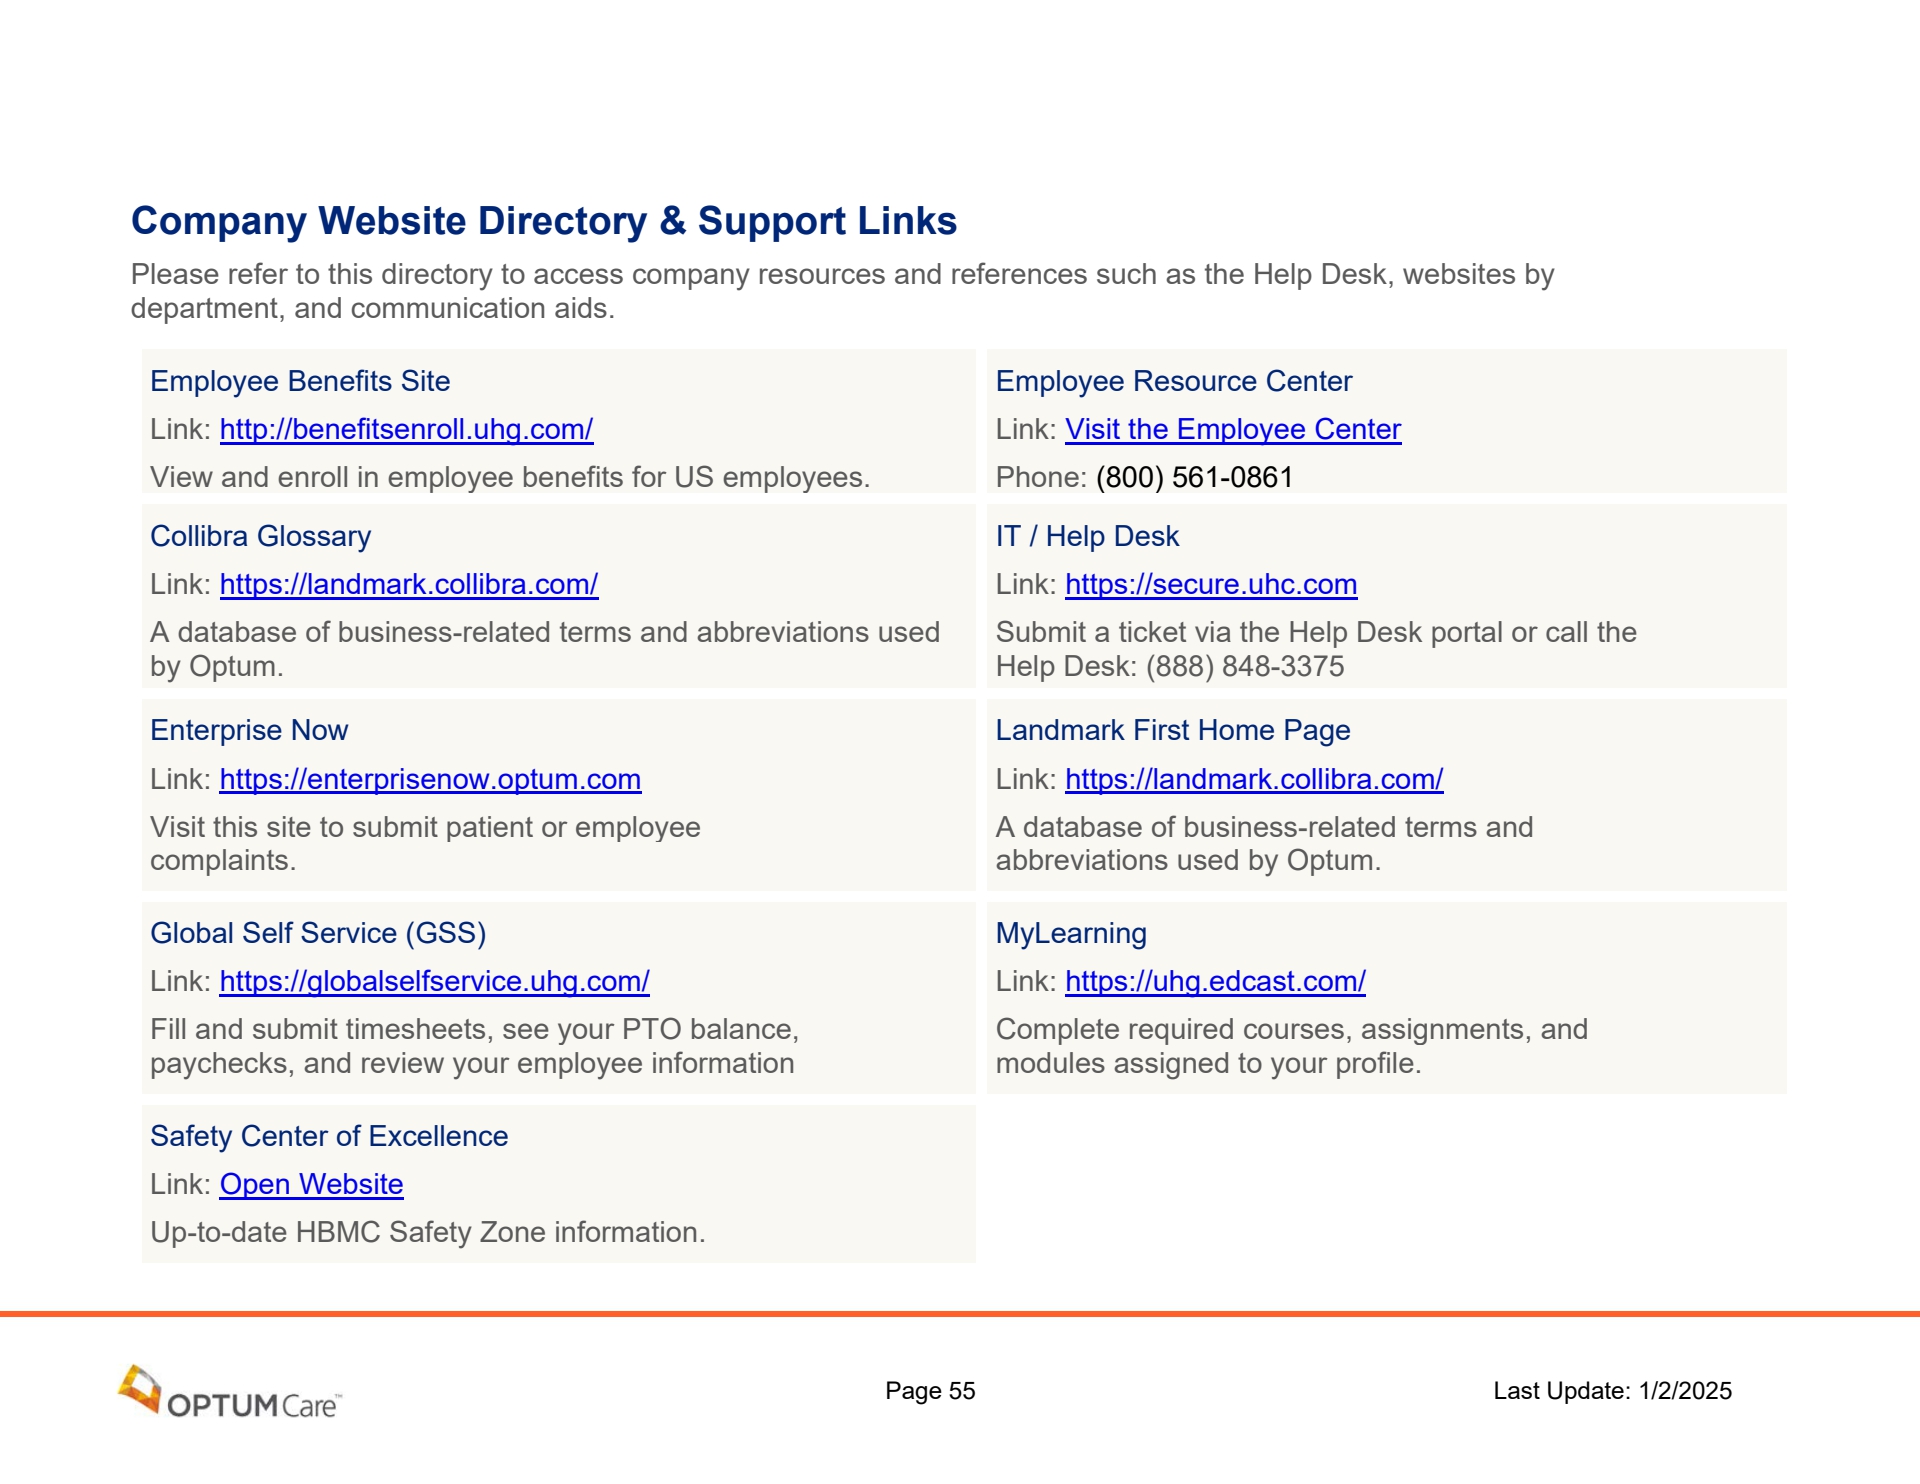 Company Website Directory & Support Links
Please refer to this directory to access company resources and references such as the Help Desk, websites by
department, and communication aids.
Employee Benefits Site
Link: http://benefitsenroll.uhg.com/
View and enroll in employee benefits for US employees.
Employee Resource Center
Link: Visit the Employee Center
Phone: (800) 561-0861
Collibra Glossary
Link: https://landmark.collibra.com/
A database of business-related terms and abbreviations used
by Optum.
IT / Help Desk
Link: https://secure.uhc.com
Submit a ticket via the Help Desk portal or call the
Help Desk: (888) 848-3375
Enterprise Now
Link: https://enterprisenow.optum.com
Visit this site to submit patient or employee
complaints.
Landmark First Home Page
Link: https://landmark.collibra.com/
A database of business-related terms and
abbreviations used by Optum.
Global Self Service (GSS)
Link: https://globalselfservice.uhg.com/
Fill and submit timesheets, see your PTO balance,
paychecks, and review your employee information
MyLearning
Link: https://uhg.edcast.com/
Complete required courses, assignments, and
modules assigned to your profile.
Safety Center of Excellence
Link: Open Website
Up-to-date HBMC Safety Zone information.
OPTUMCare™
Page 55
Last Update: 1/2/2025